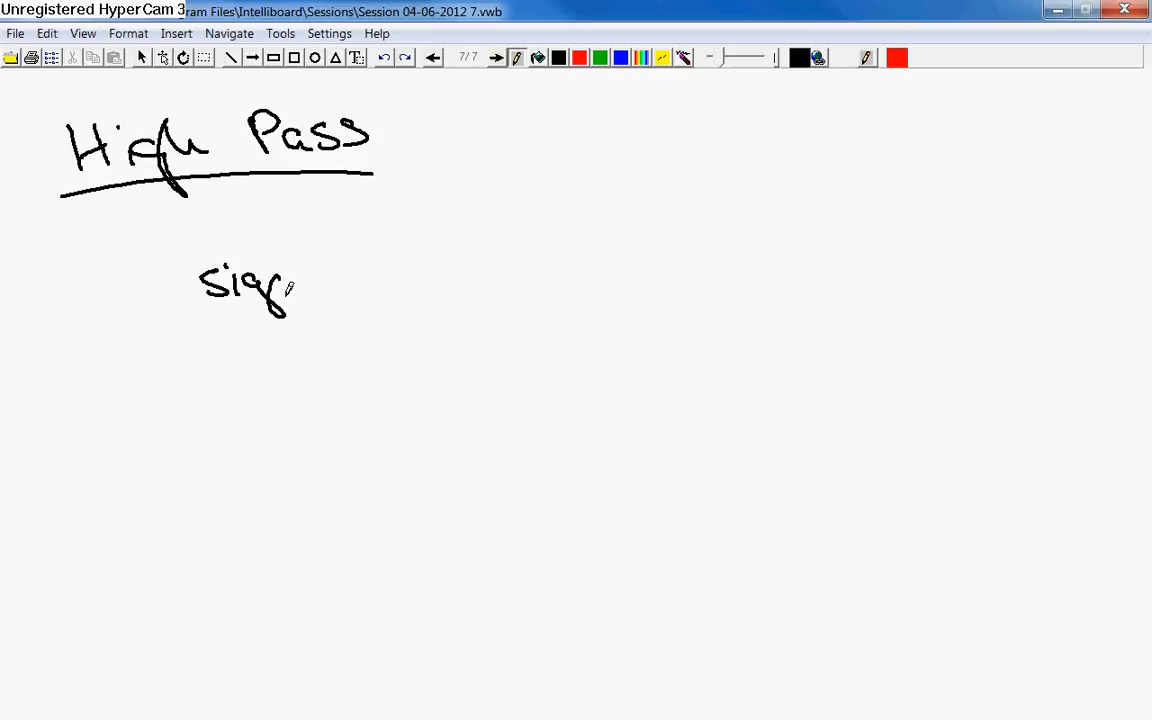 Unregistered HyperCam 3
ram Files\Intelliboard\Sessions\Session 04-06-2012 7.vwb
File Edit View Format Insert Navigate Tools Settings Help
7/7
High Pass
sig